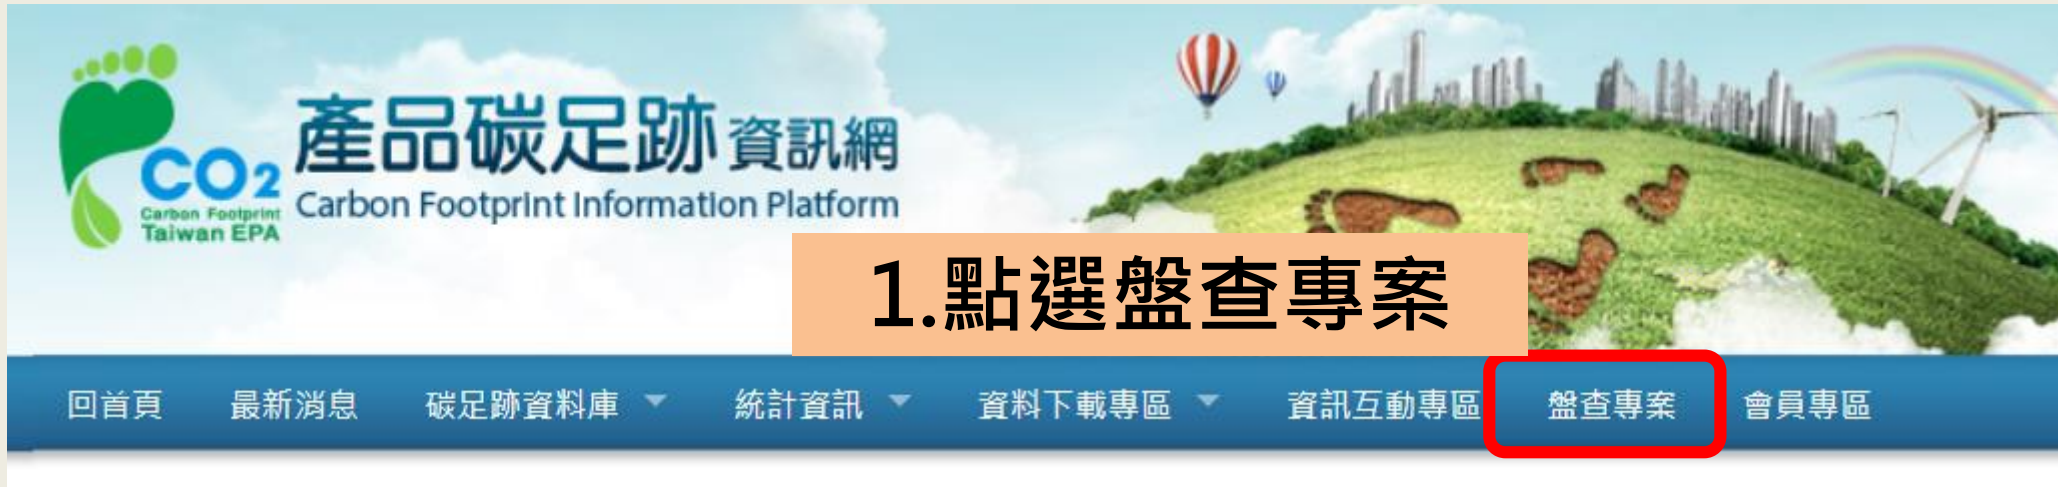 產品碳足跡資訊網
Carbon Footprint Information Platform
CO2
Carbon Footprint
Taiwan EPA
1.點選盤查專案
回首頁 最新消息 碳足跡資料庫 統計資訊 資料下載專區 資訊互動專區 盤查專案 會員專區